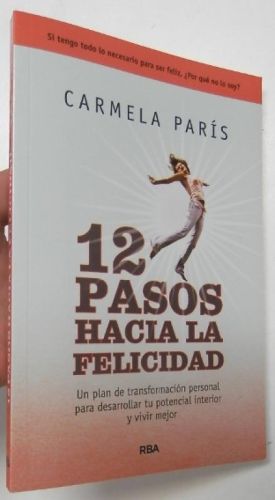 Si tengo todo lo necesario para ser feliz, ¿Por qué no lo soy?
CARMELA PARÍS
12
PASOS
HACIA LA
FELICIDAD
Un plan de transformación personal
para desarrollar tu potencial interior
y vivir mejor
RBA